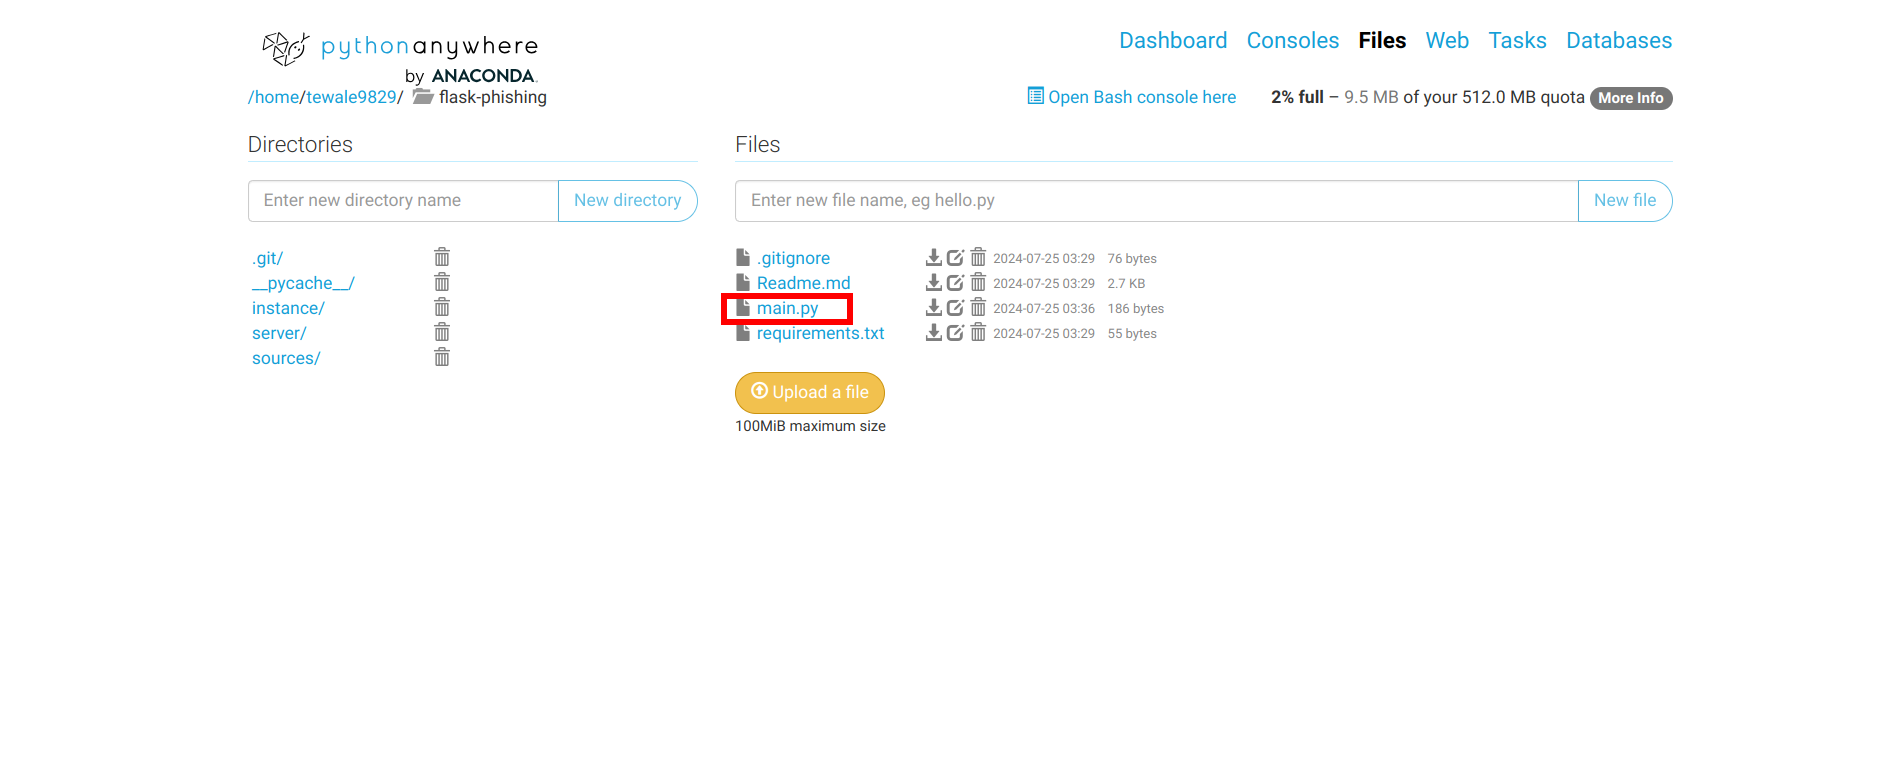 pythonanywhere
by ANACONDA.
Dashboard Consoles Files Web Tasks Databases
/home/tewale9829/ flask-phishing
Open Bash console here 2% full – 9.5 MB of your 512.0 MB quota More Info
Directories
Enter new directory name New directory
.git/
__pycache__/
instance/
server/
sources/
Files
Enter new file name, eg hello.py New file
.gitignore 2024-07-25 03:29 76 bytes
Readme.md 2024-07-25 03:29 2.7 KB
main.py 2024-07-25 03:36 186 bytes
requirements.txt 2024-07-25 03:29 55 bytes
Upload a file
100MiB maximum size